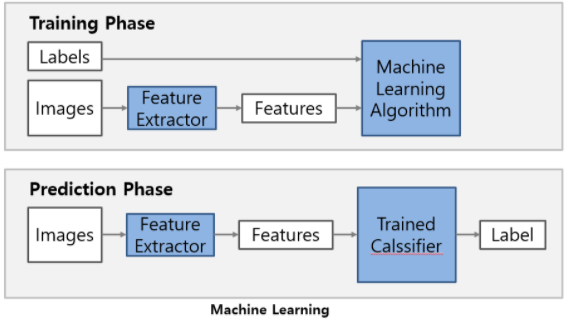 Training Phase
Labels
Images
Feature
Extractor
Features
Machine
Learning
Algorithm
Prediction Phase
Images
Feature
Extractor
Features
Trained
Calssifier
Label
Machine Learning